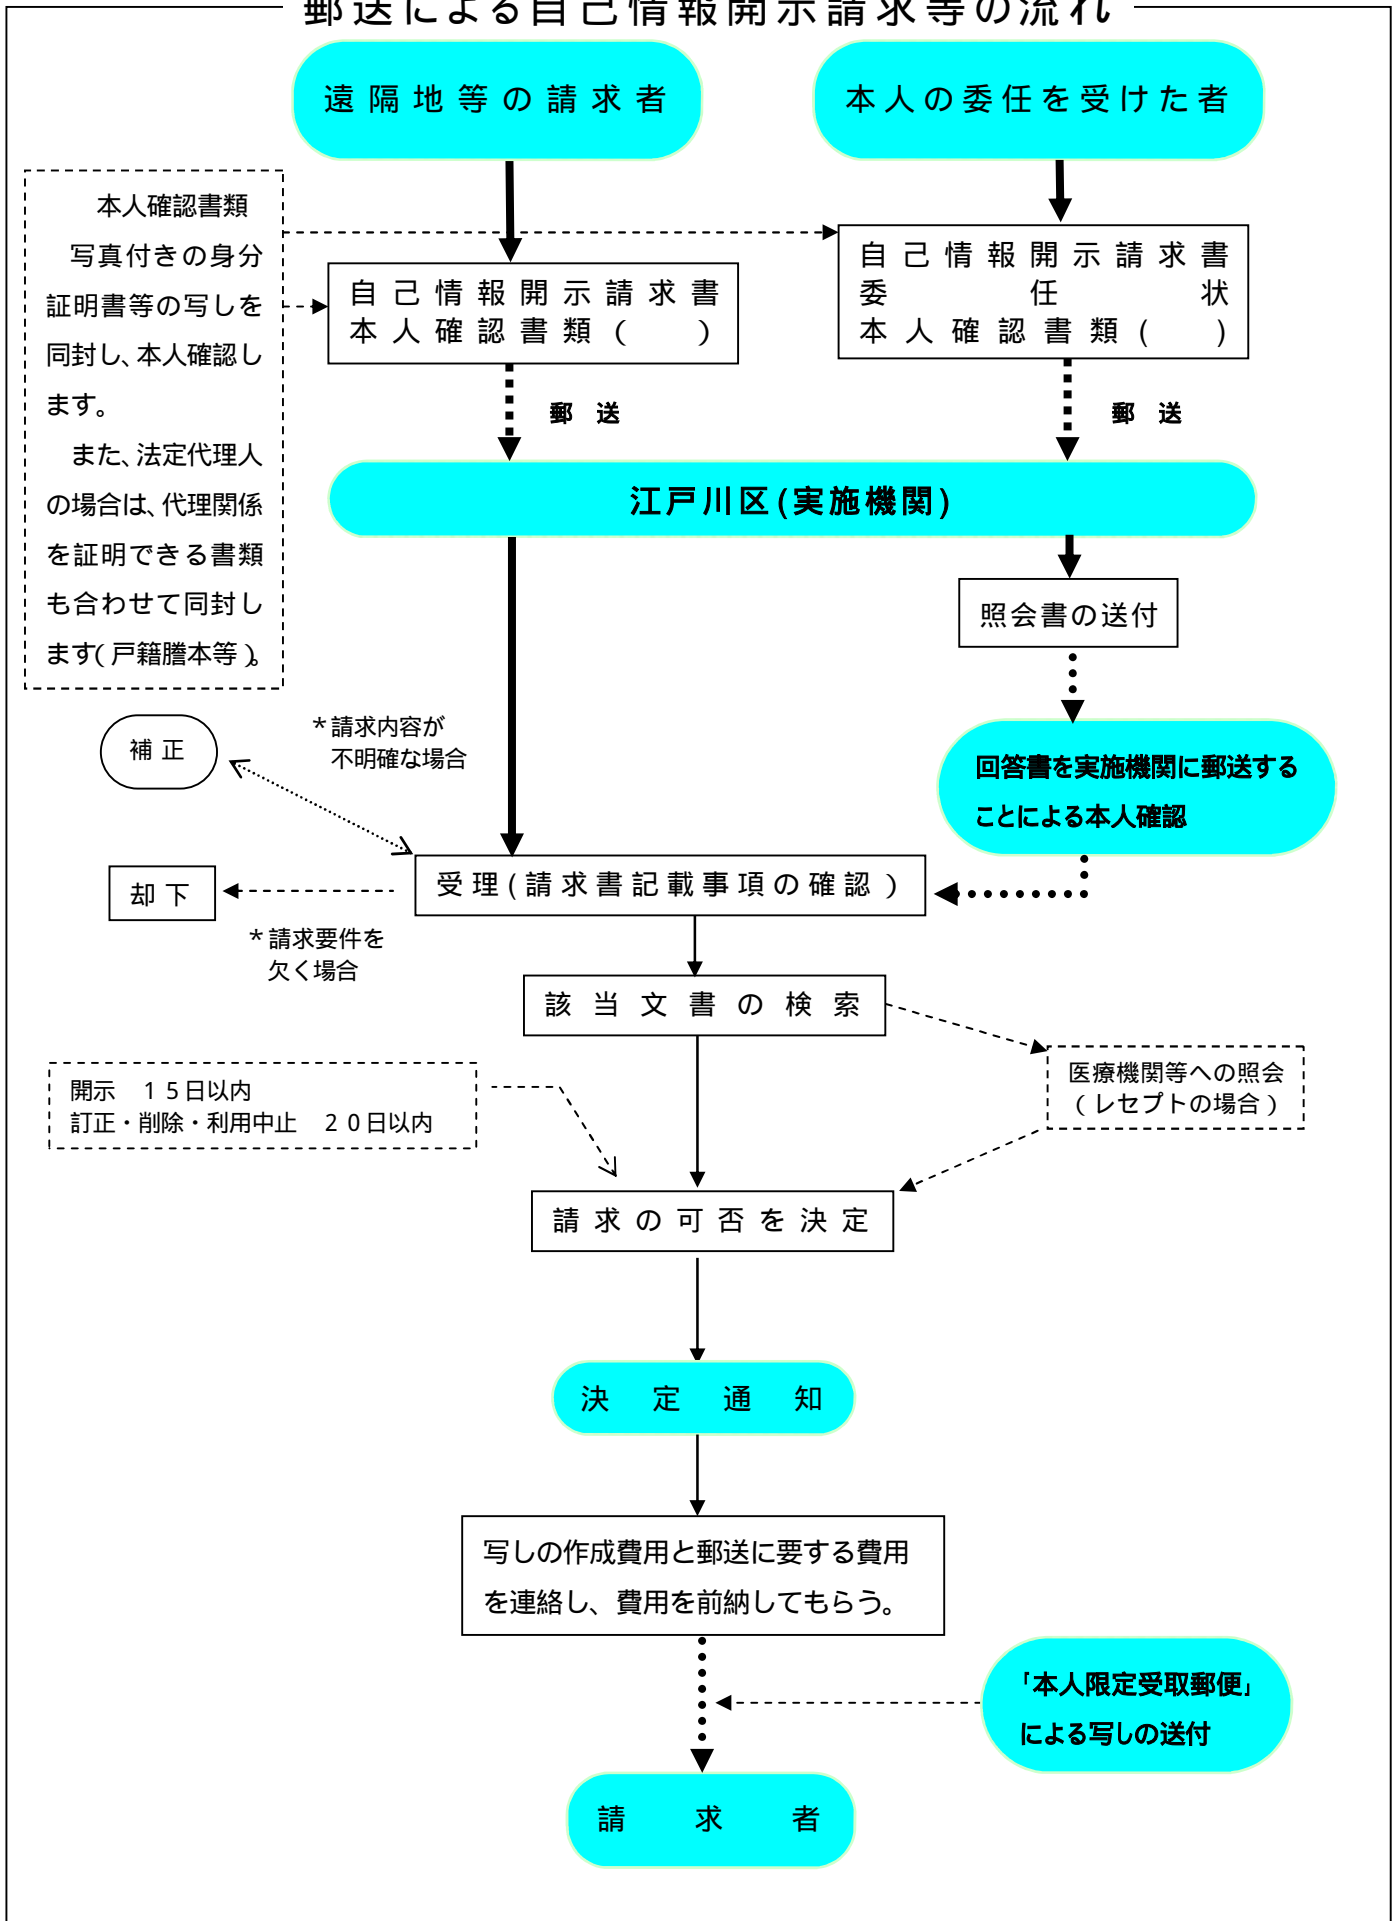 郵送による自己情報開示請求等の流れ
遠隔地等の請求者
本人の委任を受けた者
本人確認書類
写真付きの身分
証明書等の写しを
同封し、本人確認し
ます。
また、法定代理人
の場合は、代理関係
を証明できる書類
も合わせて同封し
ます(戸籍謄本等)。
自己情報開示請求書
本人確認書類(　)
自己情報開示請求書
委任状
本人確認書類(　)
郵送
郵送
江戸川区(実施機関)
照会書の送付
回答書を実施機関に郵送する
ことによる本人確認
補正
*請求内容が
不明確な場合
却下
*請求要件を
欠く場合
受理(請求書記載事項の確認)
該当文書の検索
医療機関等への照会
(レセプトの場合)
開示　15日以内
訂正・削除・利用中止　20日以内
請求の可否を決定
決定通知
写しの作成費用と郵送に要する費用
を連絡し、費用を前納してもらう。
「本人限定受取郵便」
による写しの送付
請求者